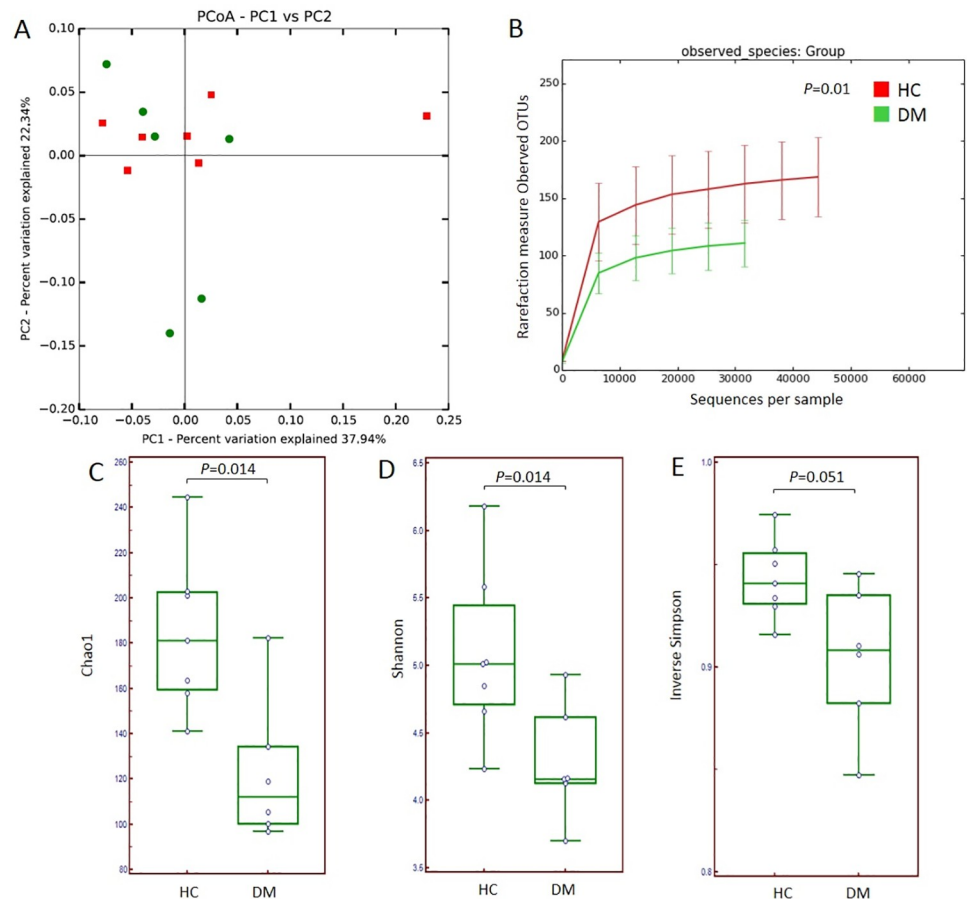 A
PCoA - PC1 vs PC2
0.10
0.05
0.00
−0.05
−0.10
−0.15
−0.20
PC2 - Percent variation explained 22.34%
−0.10 −0.05 0.00 0.05 0.10 0.15 0.20 0.25
PC1 - Percent variation explained 37.94%
B
observed_species: Group
250
200
150
100
50
0
Rarefaction measure Oberved OTUs
P=0.01
HC
DM
0 10000 20000 30000 40000 50000 60000
Sequences per sample
C
P=0.014
260
240
220
200
180
160
140
120
100
80
Chao1
HC DM
D
P=0.014
6.5
6.0
5.5
5.0
4.5
4.0
3.5
Shannon
HC DM
E
P=0.051
1.0
0.9
0.8
Inverse Simpson
HC DM